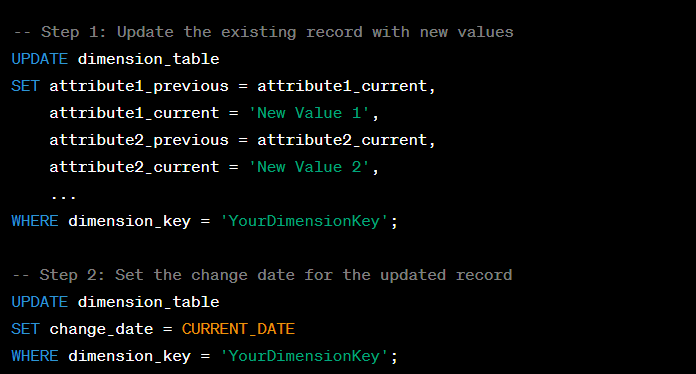 -- Step 1: Update the existing record with new values
UPDATE dimension_table
SET attribute1_previous = attribute1_current,
    attribute1_current = 'New Value 1',
    attribute2_previous = attribute2_current,
    attribute2_current = 'New Value 2',
    ...
WHERE dimension_key = 'YourDimensionKey';

-- Step 2: Set the change date for the updated record
UPDATE dimension_table
SET change_date = CURRENT_DATE
WHERE dimension_key = 'YourDimensionKey';